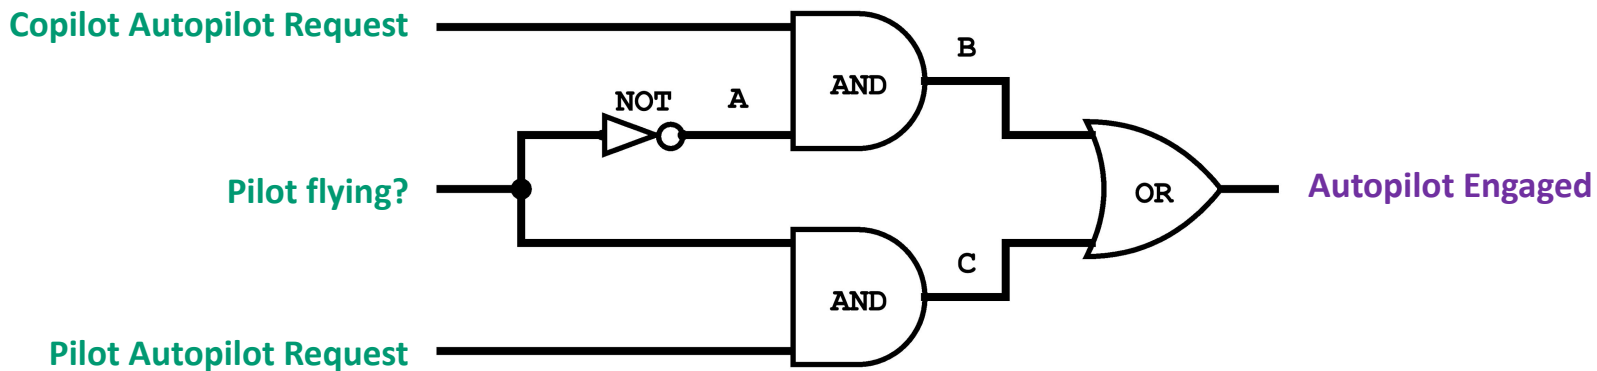 Copilot Autopilot Request
B
AND
NOT
A
Pilot flying?
OR
Autopilot Engaged
C
AND
Pilot Autopilot Request